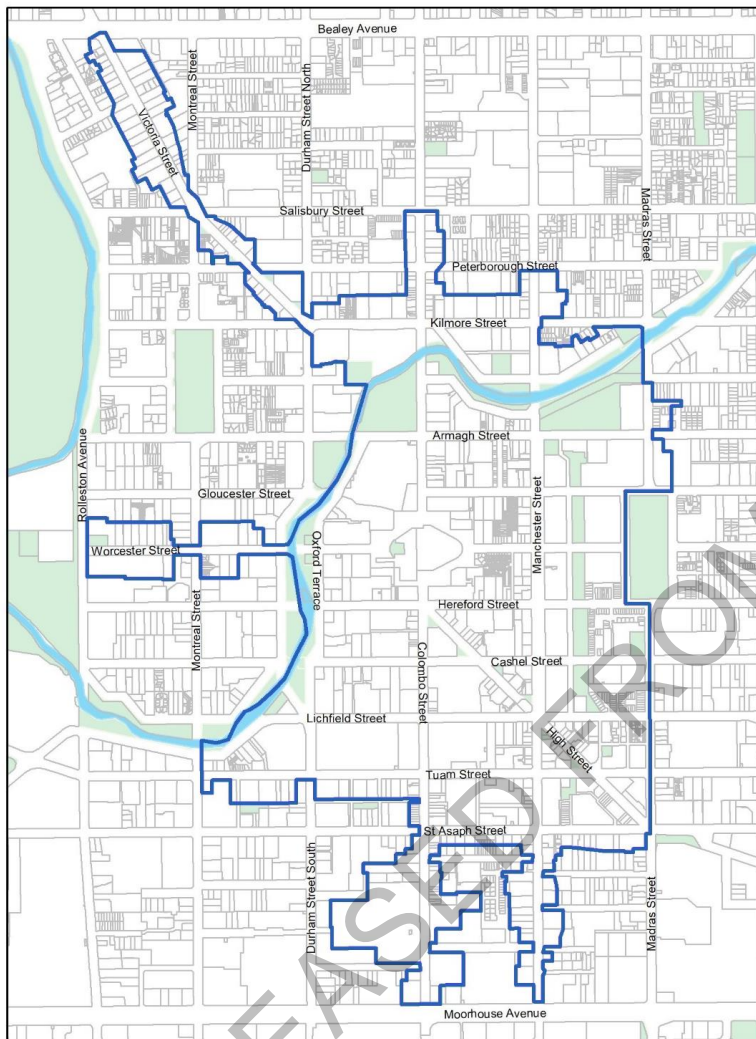 Bealey Avenue
Montreal Street
Durham Street North
Victoria Street
Salisbury Street
Madras Street
Peterborough Street
Kilmore Street
Armagh Street
Rolleston Avenue
Gloucester Street
Manchester Street
Worcester Street
Oxford Terrace
Hereford Street
Montreal Street
Colombo Street
Cashel Street
Lichfield Street
High Street
Tuam Street
St Asaph Street
Durham Street South
Madras Street
Moorhouse Avenue
EASED FROM